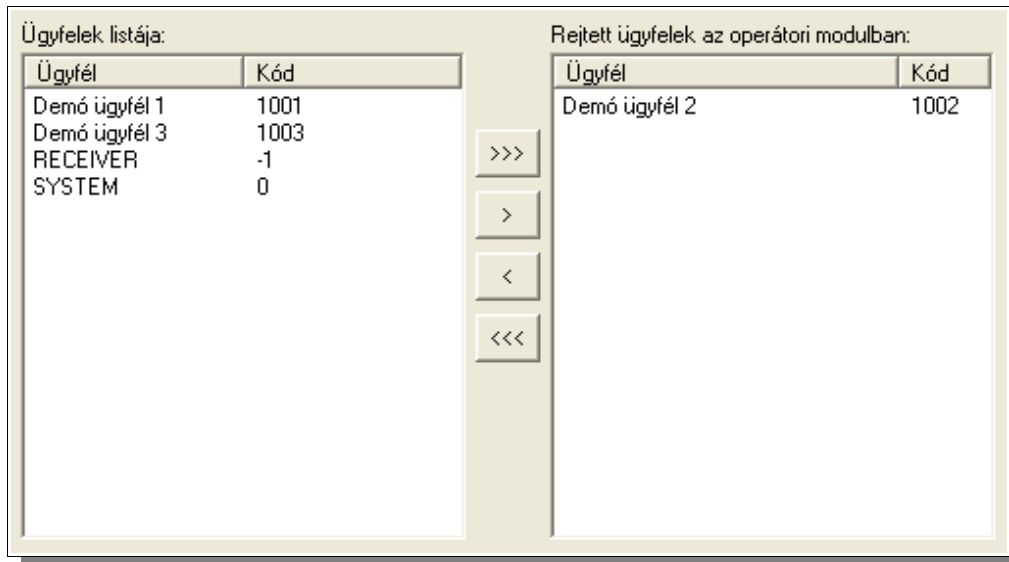 Ügyfelek listája:
Ügyfél Kód
Demó ügyfél 1 1001
Demó ügyfél 3 1003
RECEIVER -1
SYSTEM 0
>>>
>
<
<<<
Rejtett ügyfelek az operátori modulban:
Ügyfél Kód
Demó ügyfél 2 1002